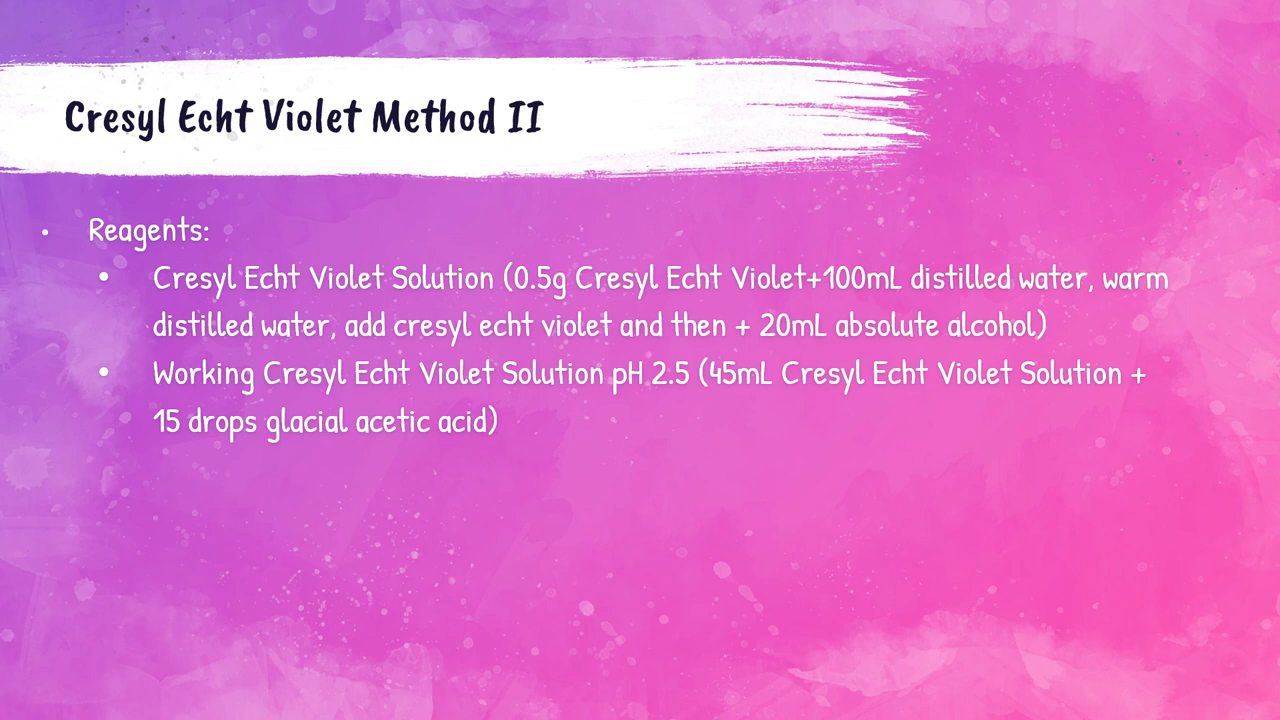 Cresyl Echt Violet Method II
• Reagents:
• Cresyl Echt Violet Solution (0.5g Cresyl Echt Violet+100mL distilled water, warm
distilled water, add cresyl echt violet and then + 20mL absolute alcohol)
• Working Cresyl Echt Violet Solution pH 2.5 (45mL Cresyl Echt Violet Solution +
15 drops glacial acetic acid)